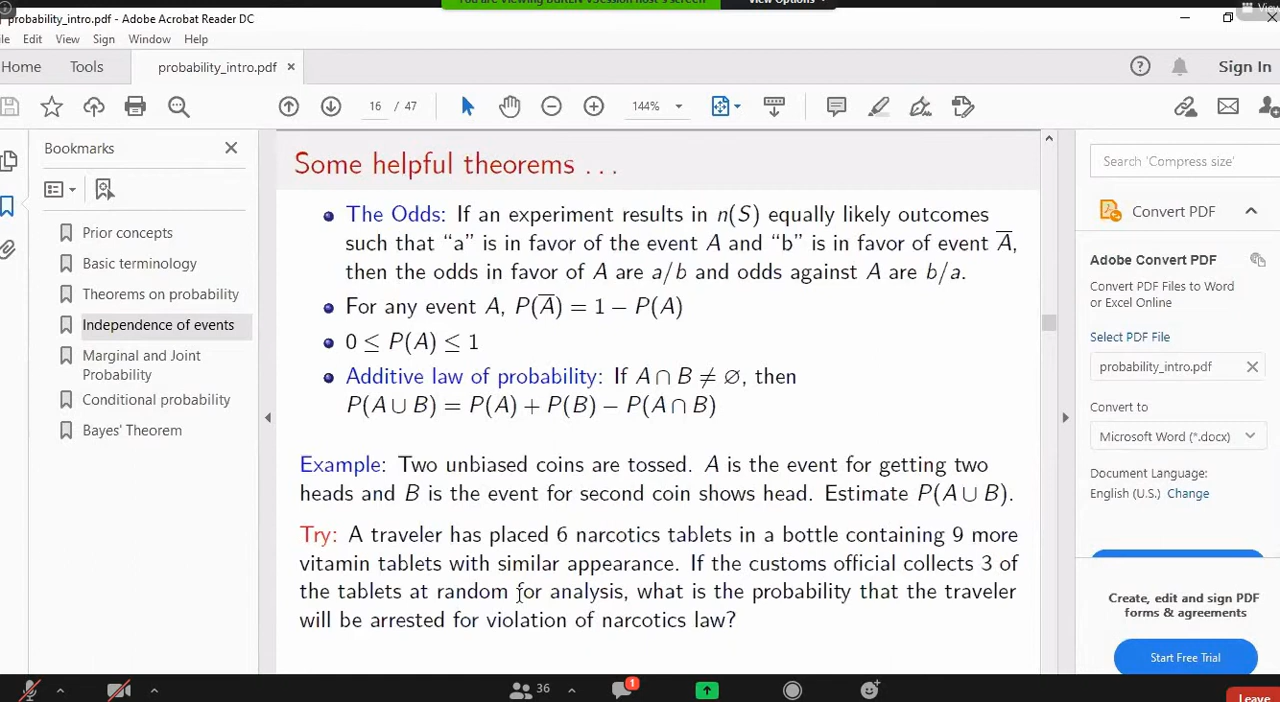 View Options
View
probability_intro.pdf - Adobe Acrobat Reader DC
Edit View Sign Window Help
Home Tools probability_intro.pdf × Sign In
16 / 47 144%
Bookmarks
Prior concepts
Basic terminology
Theorems on probability
Independence of events
Marginal and Joint
Probability
Conditional probability
Bayes' Theorem
Some helpful theorems . . .
• The Odds: If an experiment results in n(S) equally likely outcomes
such that “a” is in favor of the event A and “b” is in favor of event A̅,
then the odds in favor of A are a/b and odds against A are b/a.
• For any event A, P(A̅) = 1 − P(A)
• 0 ≤ P(A) ≤ 1
• Additive law of probability: If A ∩ B ≠ ∅, then
P(A ∪ B) = P(A) + P(B) − P(A ∩ B)
Example: Two unbiased coins are tossed. A is the event for getting two
heads and B is the event for second coin shows head. Estimate P(A ∪ B).
Try: A traveler has placed 6 narcotics tablets in a bottle containing 9 more
vitamin tablets with similar appearance. If the customs official collects 3 of
the tablets at random for analysis, what is the probability that the traveler
will be arrested for violation of narcotics law?
Search 'Compress size'
Convert PDF
Adobe Convert PDF
Convert PDF Files to Word
or Excel Online
Select PDF File
probability_intro.pdf
Convert to
Microsoft Word (*.docx)
Document Language:
English (U.S.) Change
Create, edit and sign PDF
forms & agreements
Start Free Trial
36
1
Leave